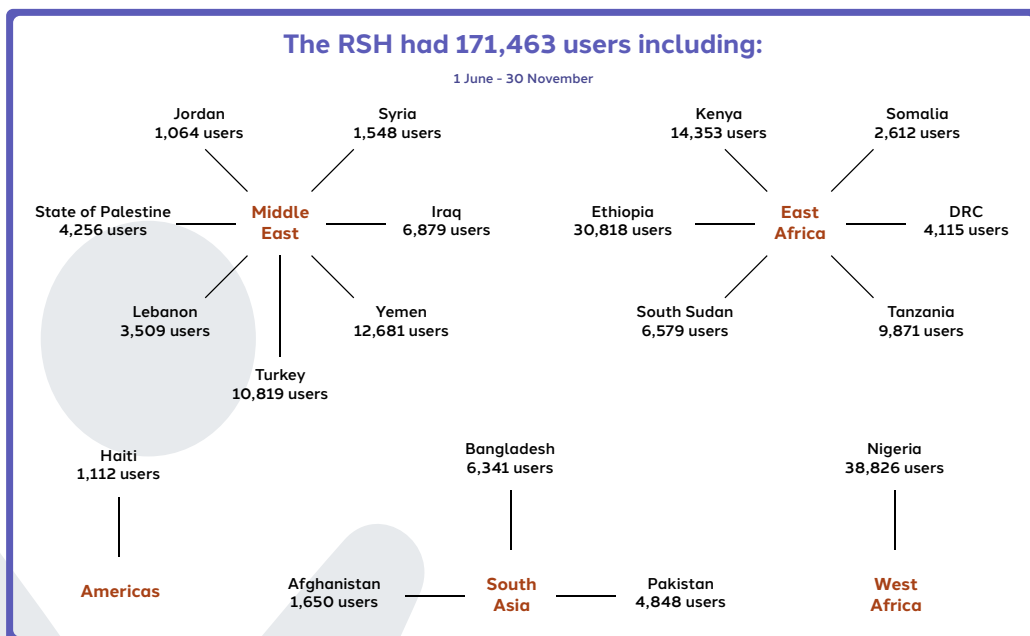 The RSH had 171,463 users including:
1 June - 30 November
Jordan
1,064 users
Syria
1,548 users
State of Palestine
4,256 users
Middle
East
Iraq
6,879 users
Lebanon
3,509 users
Yemen
12,681 users
Turkey
10,819 users
Kenya
14,353 users
Somalia
2,612 users
Ethiopia
30,818 users
East
Africa
DRC
4,115 users
South Sudan
6,579 users
Tanzania
9,871 users
Haiti
1,112 users
Americas
Bangladesh
6,341 users
Afghanistan
1,650 users
South
Asia
Pakistan
4,848 users
Nigeria
38,826 users
West
Africa